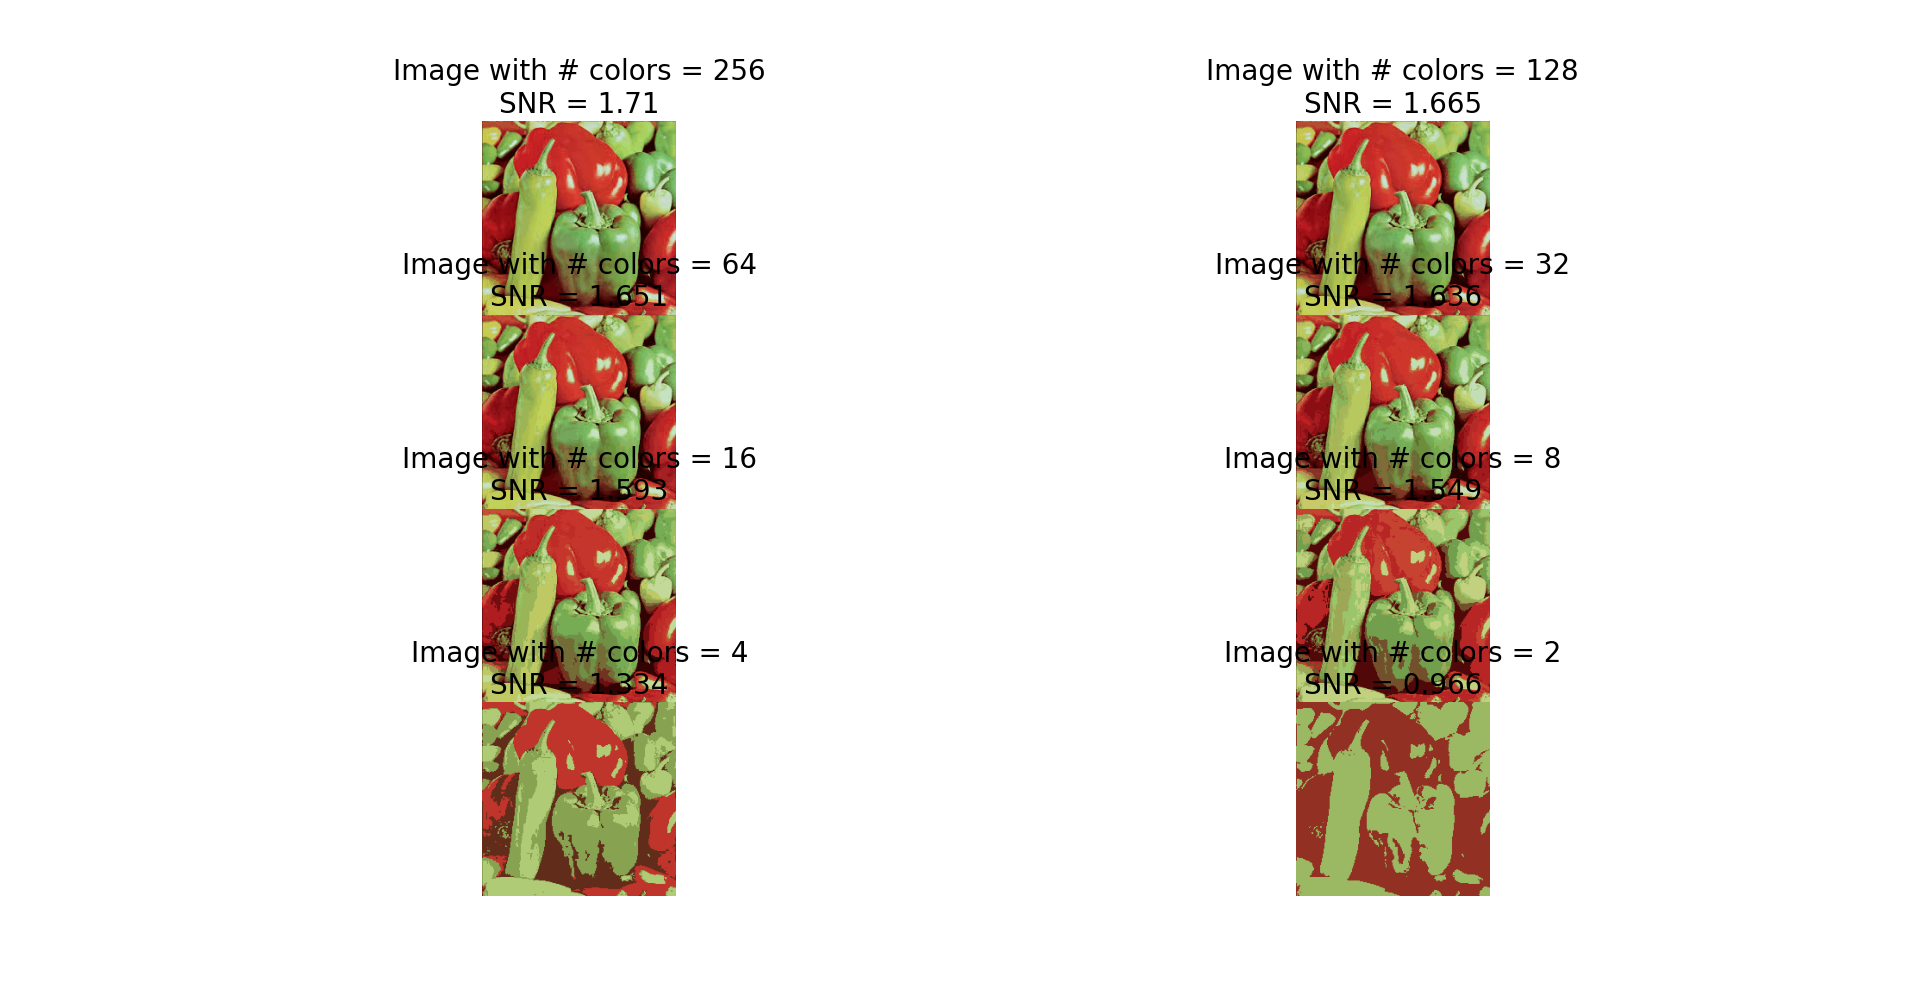 Image with # colors = 256
SNR = 1.71
Image with # colors = 128
SNR = 1.665
Image with # colors = 64
SNR = 1.651
Image with # colors = 32
SNR = 1.636
Image with # colors = 16
SNR = 1.593
Image with # colors = 8
SNR = 1.549
Image with # colors = 4
SNR = 1.334
Image with # colors = 2
SNR = 0.966